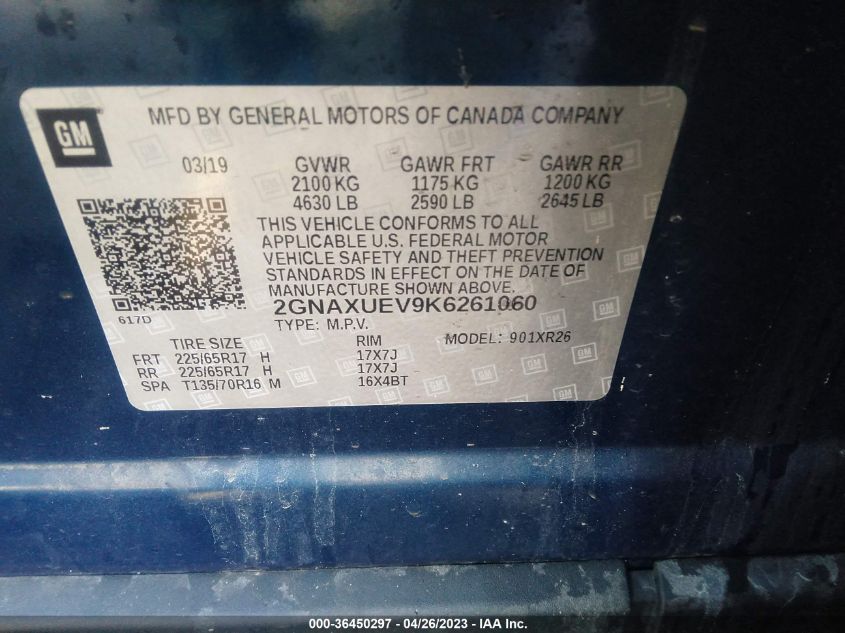 GM
MFD BY GENERAL MOTORS OF CANADA COMPANY
03/19 GVWR GAWR FRT GAWR RR
2100 KG 1175 KG 1200 KG
4630 LB 2590 LB 2645 LB
THIS VEHICLE CONFORMS TO ALL
APPLICABLE U.S. FEDERAL MOTOR
VEHICLE SAFETY AND THEFT PREVENTION
STANDARDS IN EFFECT ON THE DATE OF
MANUFACTURE SHOWN ABOVE.
617D 2GNAXUEV9K6261060
TYPE: M.P.V.
TIRE SIZE RIM MODEL: 901XR26
FRT 225/65R17 H 17X7J
RR 225/65R17 H 17X7J
SPA T135/70R16 M 16X4BT
000-36450297 - 04/26/2023 - IAA Inc.